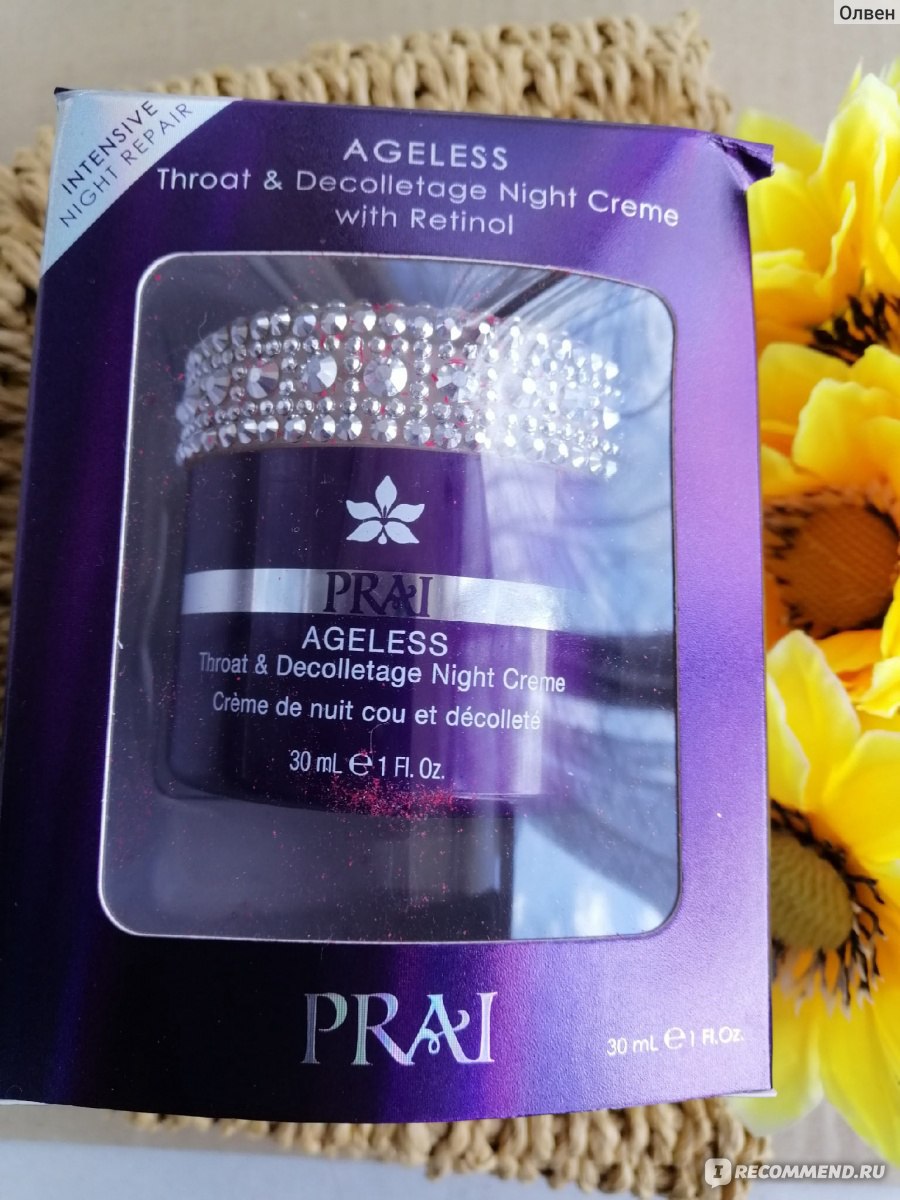 Олвен
INTENSIVE
NIGHT REPAIR
AGELESS
Throat & Decolletage Night Creme
with Retinol
PRAI
AGELESS
Throat & Decolletage Night Creme
Crème de nuit cou et décolleté
30 mL ℮ 1 Fl. Oz.
PRAI
30 mL ℮ 1 Fl.Oz.
I RECOMMEND.RU